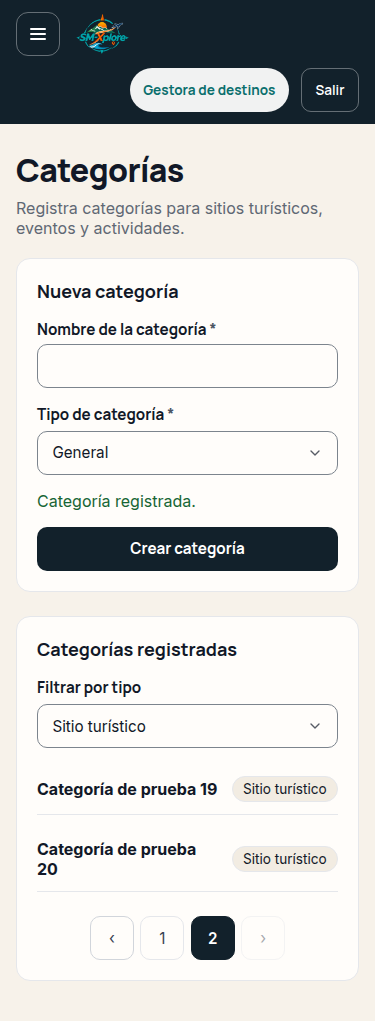 SMXplore
Gestora de destinos
Salir
Categorías
Registra categorías para sitios turísticos,
eventos y actividades.
Nueva categoría
Nombre de la categoría *
Tipo de categoría *
General
Categoría registrada.
Crear categoría
Categorías registradas
Filtrar por tipo
Sitio turístico
Categoría de prueba 19
Sitio turístico
Categoría de prueba
20
Sitio turístico
‹ 1 2 ›